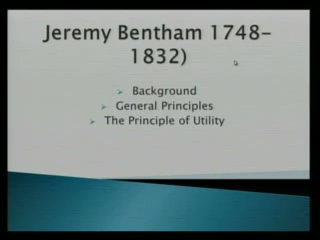 Jeremy Bentham 1748-
1832)
Background
General Principles
The Principle of Utility